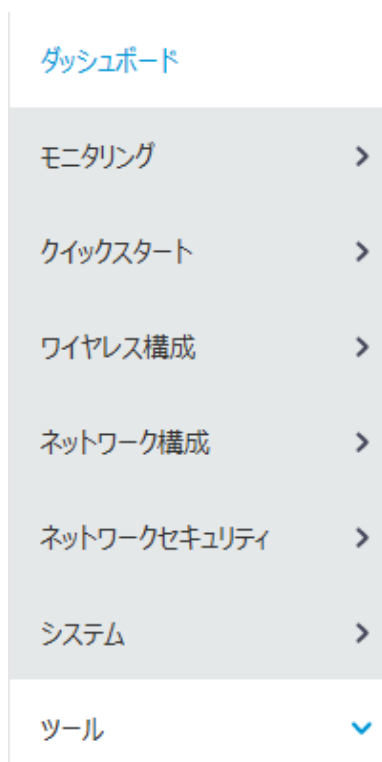 ダッシュボード
モニタリング
クイックスタート
ワイヤレス構成
ネットワーク構成
ネットワークセキュリティ
システム
ツール